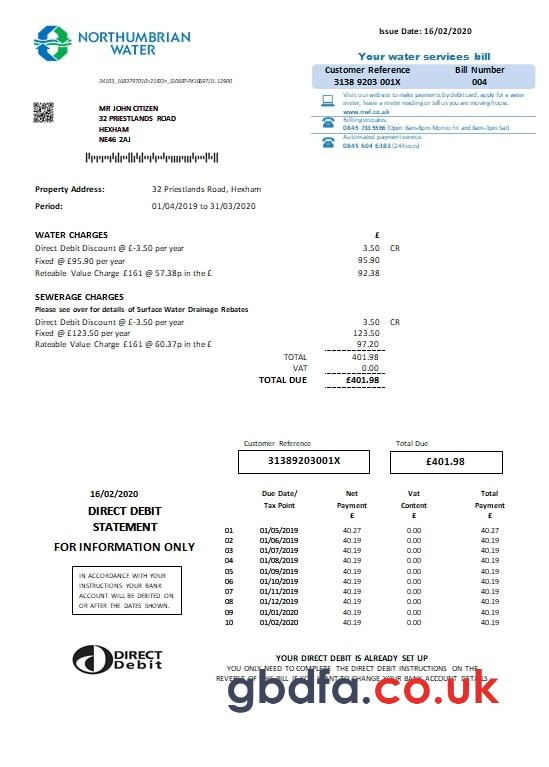 NORTHUMBRIAN
WATER
Issue Date: 16/02/2020
Your water services bill
Customer Reference Bill Number
3138 9203 001X 004
Visit our website to make payments by debit card, apply for a water
meter, leave a meter reading or tell us you are moving house.
www.nwl.co.uk
Billing enquires.
0845 733 5566 (Open 8am-8pm Mon to Fri and 8am-1pm Sat)
Automated payment service.
0845 604 6383 (24 hours)
MR JOHN CITIZEN
32 PRIESTLANDS ROAD
HEXHAM
NE46 2AJ
Property Address: 32 Priestlands Road, Hexham
Period: 01/04/2019 to 31/03/2020
WATER CHARGES £
Direct Debit Discount @ £-3.50 per year 3.50 CR
Fixed @ £95.90 per year 95.90
Reteable Value Charge £161 @ 57.38p in the £ 92.38
SEWERAGE CHARGES
Please see over for details of Surface Water Drainage Rebates
Direct Debit Discount @ £-3.50 per year 3.50 CR
Fixed @ £123.50 per year 123.50
Rateable Value Charge £161 @ 60.37p in the £ 97.20
TOTAL 401.98
VAT 0.00
TOTAL DUE £401.98
Customer Reference Total Due
31389203001X £401.98
16/02/2020
DIRECT DEBIT
STATEMENT
FOR INFORMATION ONLY
IN ACCORDANCE WITH YOUR
INSTRUCTIONS YOUR BANK
ACCOUNT WILL BE DEBITED ON
OR AFTER THE DATES SHOWN.
Due Date/ Net Vat Total
Tax Point Payment Content Payment
£ £ £
01 01/05/2019 40.27 0.00 40.27
02 01/06/2019 40.19 0.00 40.19
03 01/07/2019 40.19 0.00 40.19
04 01/08/2019 40.19 0.00 40.19
05 01/09/2019 40.19 0.00 40.19
06 01/10/2019 40.19 0.00 40.19
07 01/11/2019 40.19 0.00 40.19
08 01/12/2019 40.19 0.00 40.19
09 01/01/2020 40.19 0.00 40.19
10 01/02/2020 40.19 0.00 40.19
DIRECT
Debit
YOUR DIRECT DEBIT IS ALREADY SET UP
YOU ONLY NEED TO COMPLETE THE DIRECT DEBIT INSTRUCTIONS ON THE
REVERSE OF THIS BILL IF YOU WANT TO CHANGE YOUR BANK ACCOUNT DETAILS
gbdfa.co.uk